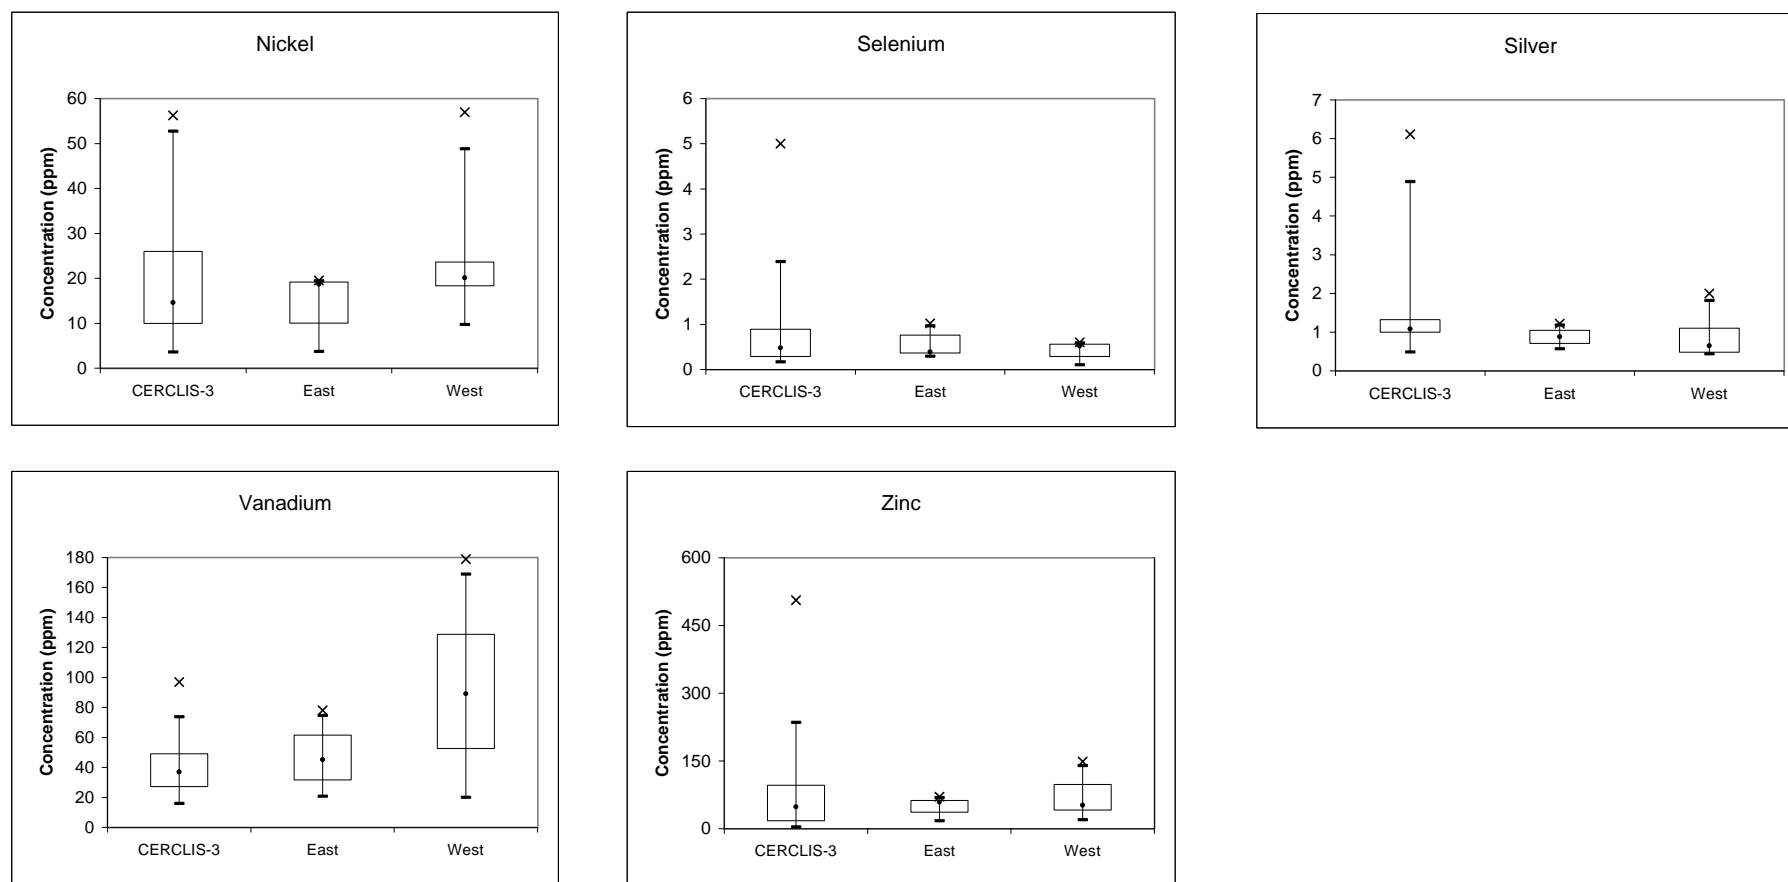 Nickel
Concentration (ppm)
60
50
40
30
20
10
0
CERCLIS-3 East West
Selenium
Concentration (ppm)
6
5
4
3
2
1
0
CERCLIS-3 East West
Silver
Concentration (ppm)
7
6
5
4
3
2
1
0
CERCLIS-3 East West
Vanadium
Concentration (ppm)
180
160
140
120
100
80
60
40
20
0
CERCLIS-3 East West
Zinc
Concentration (ppm)
600
450
300
150
0
CERCLIS-3 East West